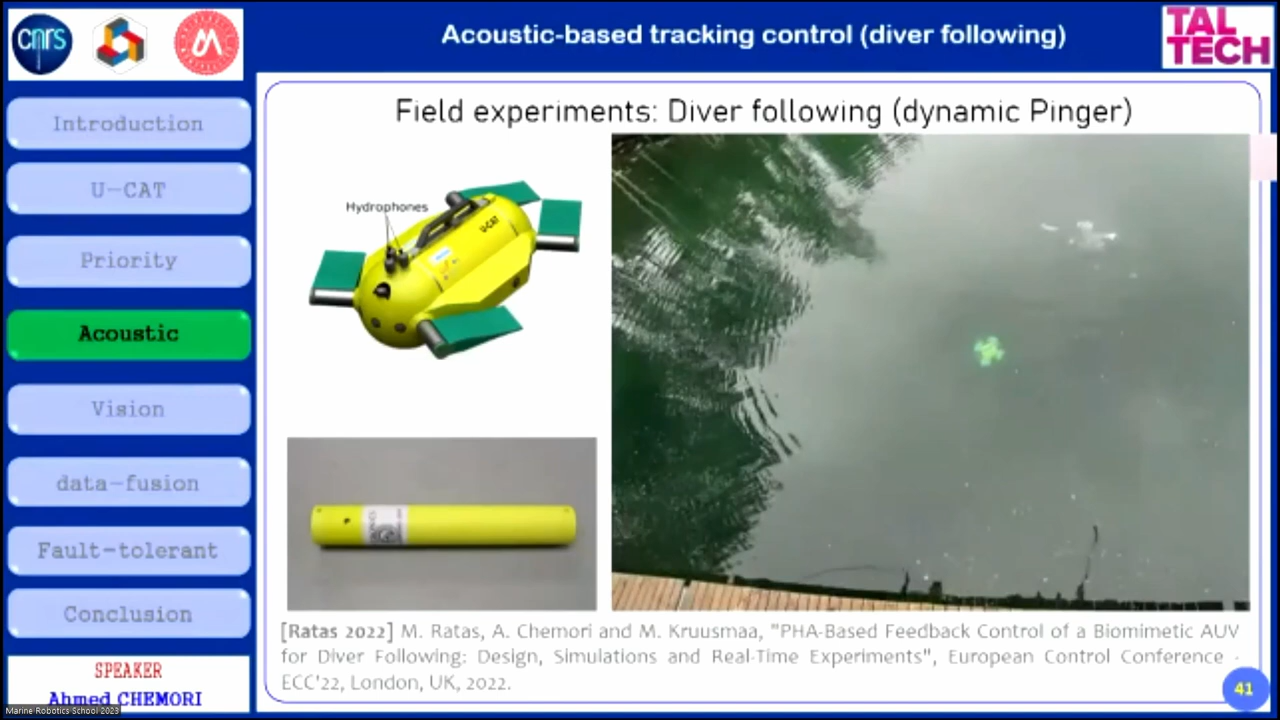 cnrs
Acoustic-based tracking control (diver following)
TAL
TECH
Introduction
U-CAT
Priority
Acoustic
Vision
data-fusion
Fault-tolerant
Conclusion
SPEAKER
Ahmed CHEMORI
Marine Robotics School 2023
Field experiments: Diver following (dynamic Pinger)
Hydrophones
U-CAT
[Ratas 2022] M. Ratas, A. Chemori and M. Kruusmaa, "PHA-Based Feedback Control of a Biomimetic AUV
for Diver Following: Design, Simulations and Real-Time Experiments", European Control Conference -
ECC'22, London, UK, 2022.
41